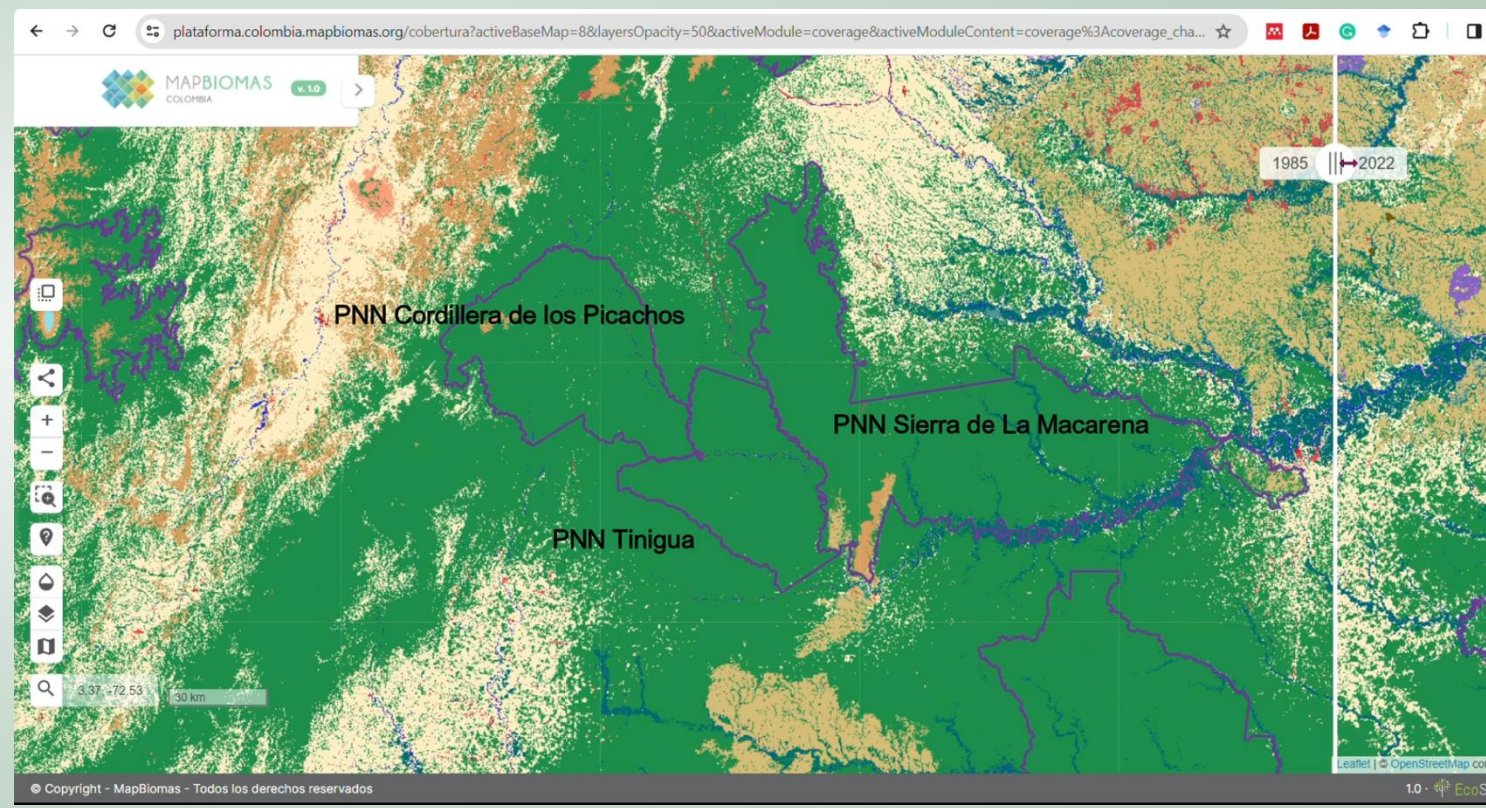 plataforma.colombia.mapbiomas.org/cobertura?activeBaseMap=8&layersOpacity=50&activeModule=coverage&activeModuleContent=coverage%3Acoverage_cha...
MAPBIOMAS
COLOMBIA
v. 1.0
1985
2022
PNN Cordillera de los Picachos
PNN Sierra de La Macarena
PNN Tinigua
3.37, -72.53
30 km
Leaflet | © OpenStreetMap con
© Copyright - MapBiomas - Todos los derechos reservados
1.0 - EcoS